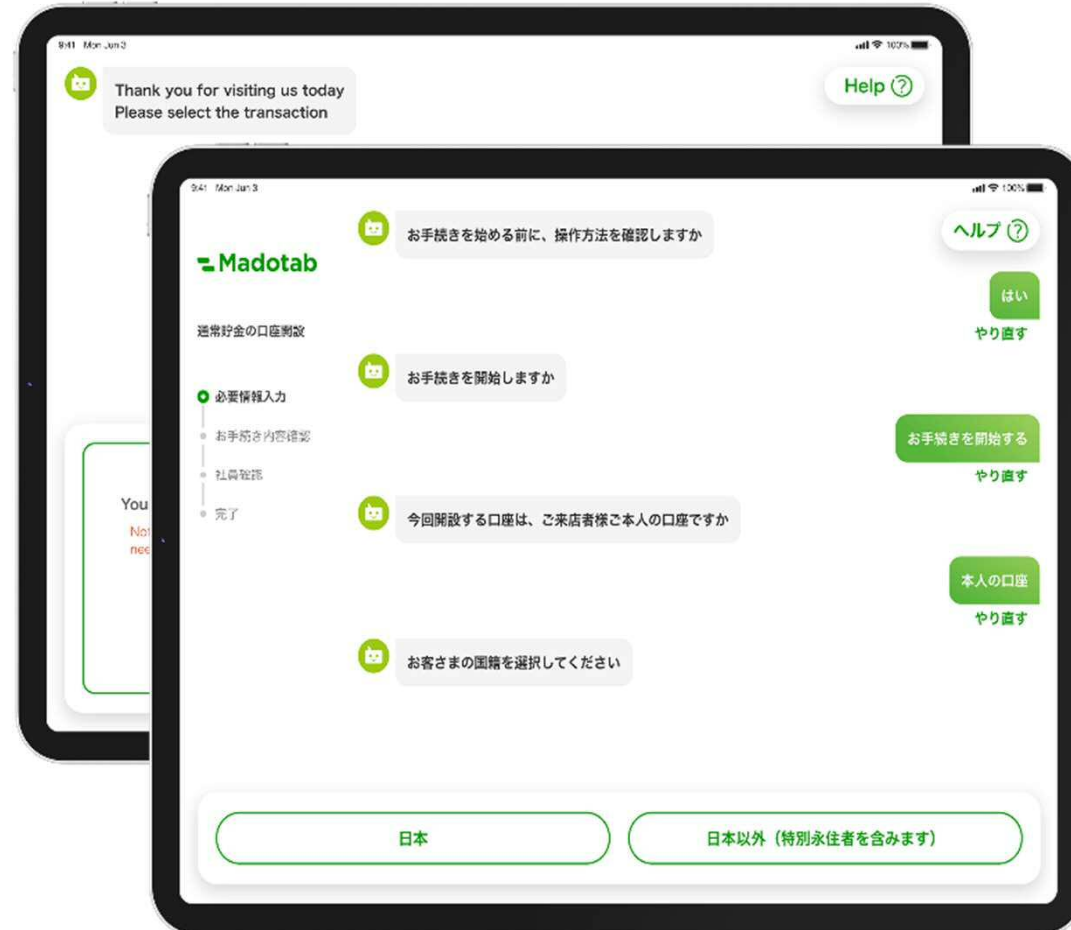 9:41 Mon Jun 3
100%
Thank you for visiting us today
Please select the transaction
Help
You
need
9:41 Mon Jun 3
100%
Madotab
通常貯金の口座開設
必要情報入力
お手続き内容確認
社員確認
完了
お手続きを始める前に、操作方法を確認しますか
ヘルプ
はい
やり直す
お手続きを開始しますか
お手続きを開始する
やり直す
今回開設する口座は、ご来店者様ご本人の口座ですか
本人の口座
やり直す
お客さまの国籍を選択してください
日本
日本以外（特別永住者を含みます）